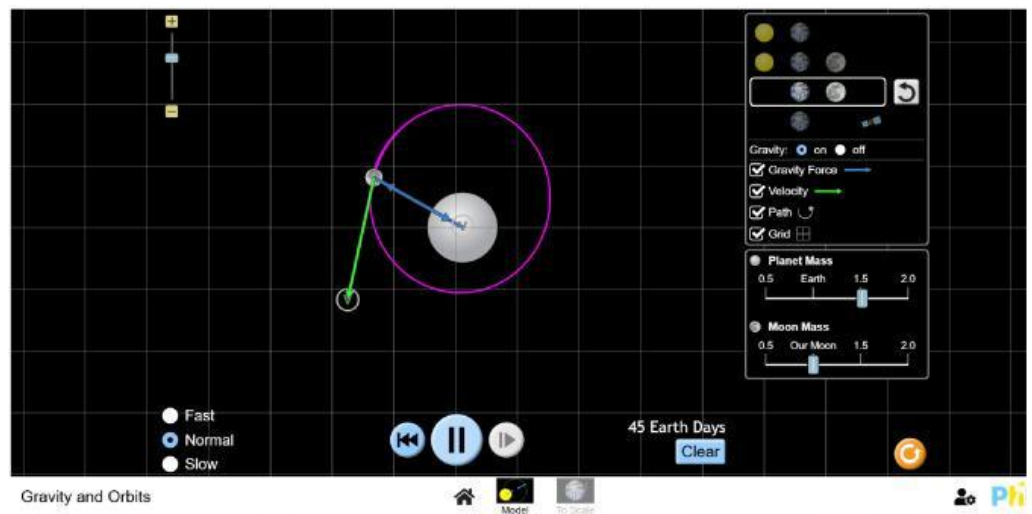 Gravity: on off
Gravity Force
Velocity
Path
Grid
Planet Mass
0.5 Earth 1.5 2.0
Moon Mass
0.5 Our Moon 1.5 2.0
V
Fast
Normal
Slow
45 Earth Days
Clear
Gravity and Orbits
Model
To Scale
PhET